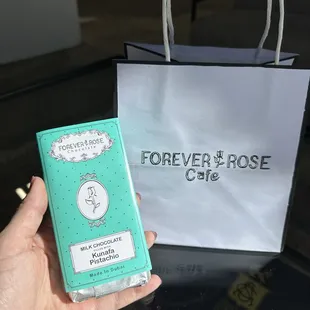 FOREVER ROSE
Cafe
FOREVER ROSE
Chocolate
MILK CHOCOLATE
Kunafa
Pistachio
Made in Dubai